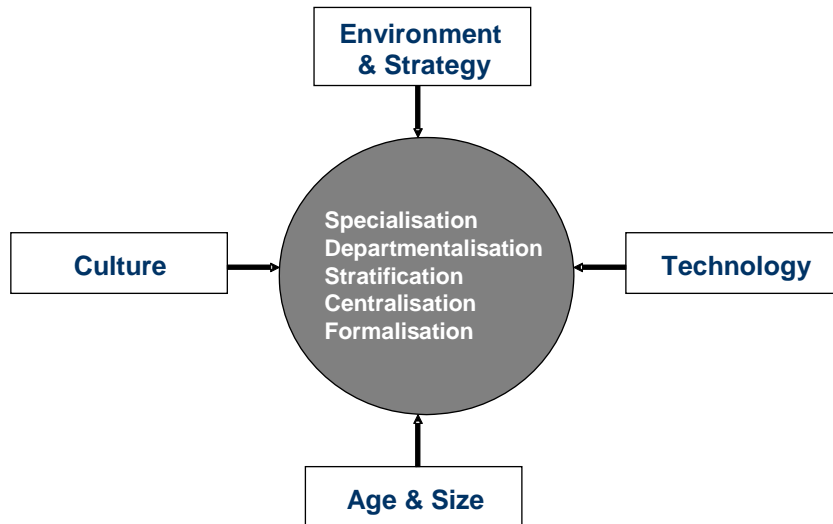 Environment
& Strategy
Specialisation
Departmentalisation
Stratification
Centralisation
Formalisation
Culture
Technology
Age & Size